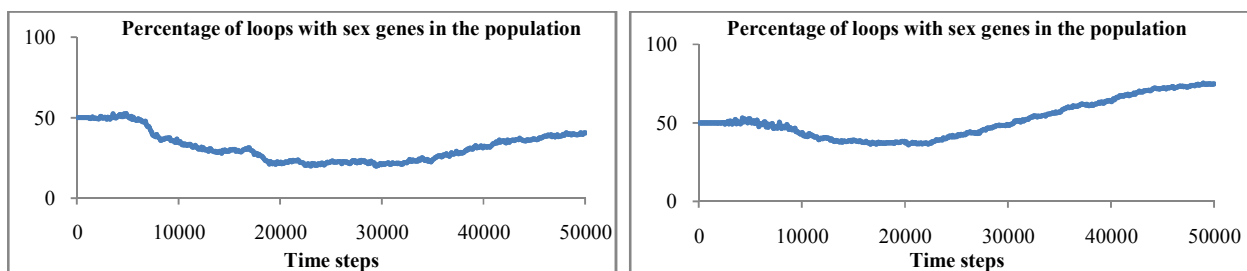 Percentage of loops with sex genes in the population
100
50
0
0 10000 20000 30000 40000 50000
Time steps
Percentage of loops with sex genes in the population
100
50
0
0 10000 20000 30000 40000 50000
Time steps